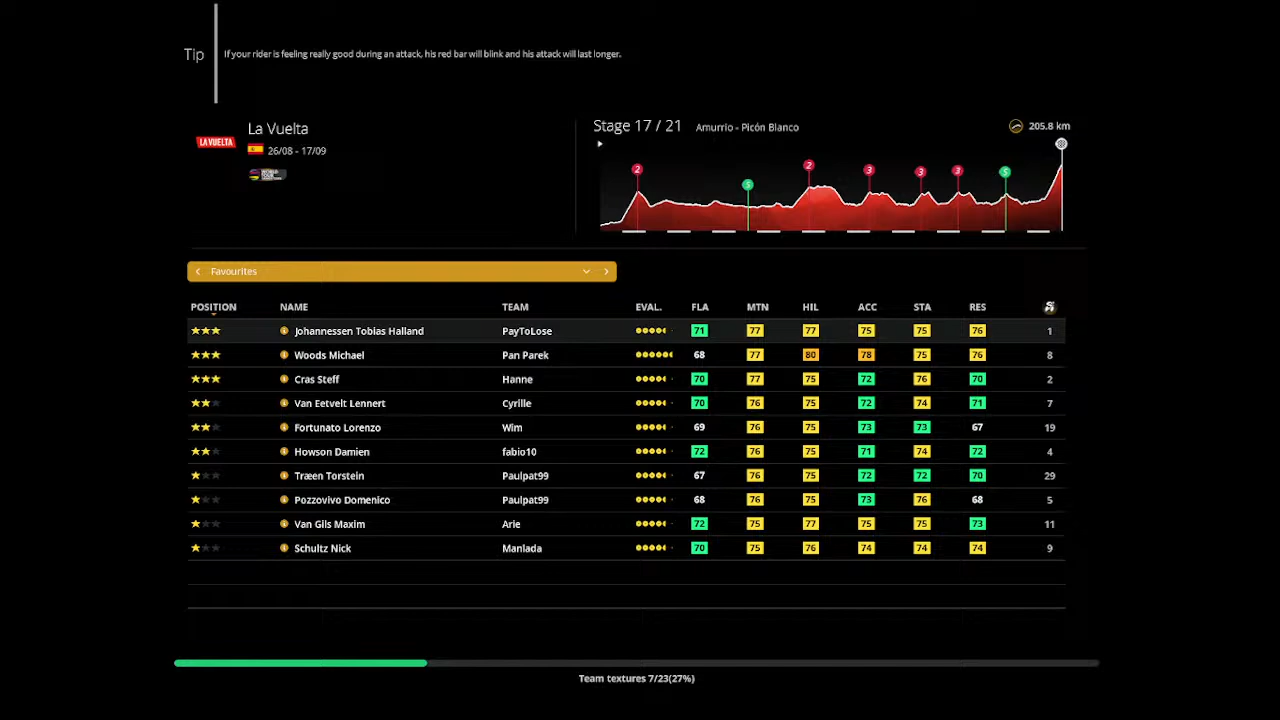 Tip
If your rider is feeling really good during an attack, his red bar will blink and his attack will last longer.
LA VUELTA
La Vuelta
26/08 - 17/09
Stage 17 / 21 Amurrio - Picón Blanco 205.8 km
2 S 2 3 3 3 S
Favourites
POSITION NAME TEAM EVAL. FLA MTN HIL ACC STA RES
Johannessen Tobias Halland PayToLose 71 77 77 75 75 76 1
Woods Michael Pan Parek 68 77 80 78 75 76 8
Cras Steff Hanne 70 77 75 72 76 70 2
Van Eetvelt Lennert Cyrille 70 76 75 72 74 71 7
Fortunato Lorenzo Wim 69 76 75 73 73 67 19
Howson Damien fabio10 72 76 75 71 74 72 4
Træen Torstein Paulpat99 67 76 75 72 72 70 29
Pozzovivo Domenico Paulpat99 68 76 75 73 76 68 5
Van Gils Maxim Arie 72 75 77 75 75 73 11
Schultz Nick Manlada 70 75 76 74 74 74 9
Team textures 7/23(27%)